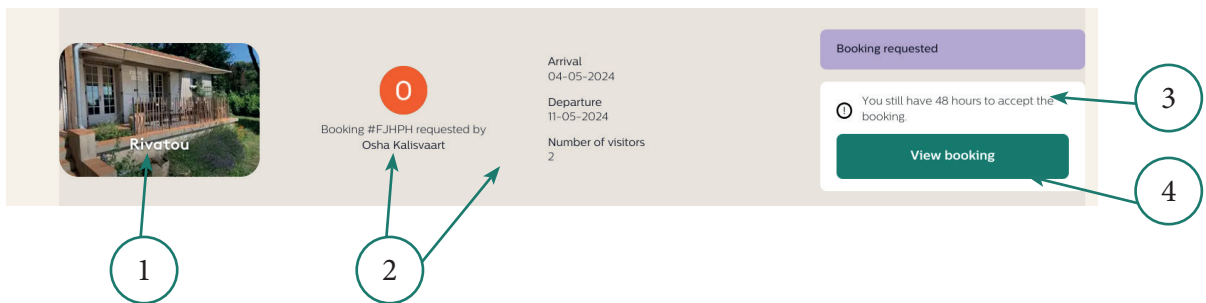 Rivatou
O
Booking #FJHPH requested by
Osha Kalisvaart
Arrival
04-05-2024
Departure
11-05-2024
Number of visitors
2
Booking requested
You still have 48 hours to accept the
booking.
View booking
1
2
3
4